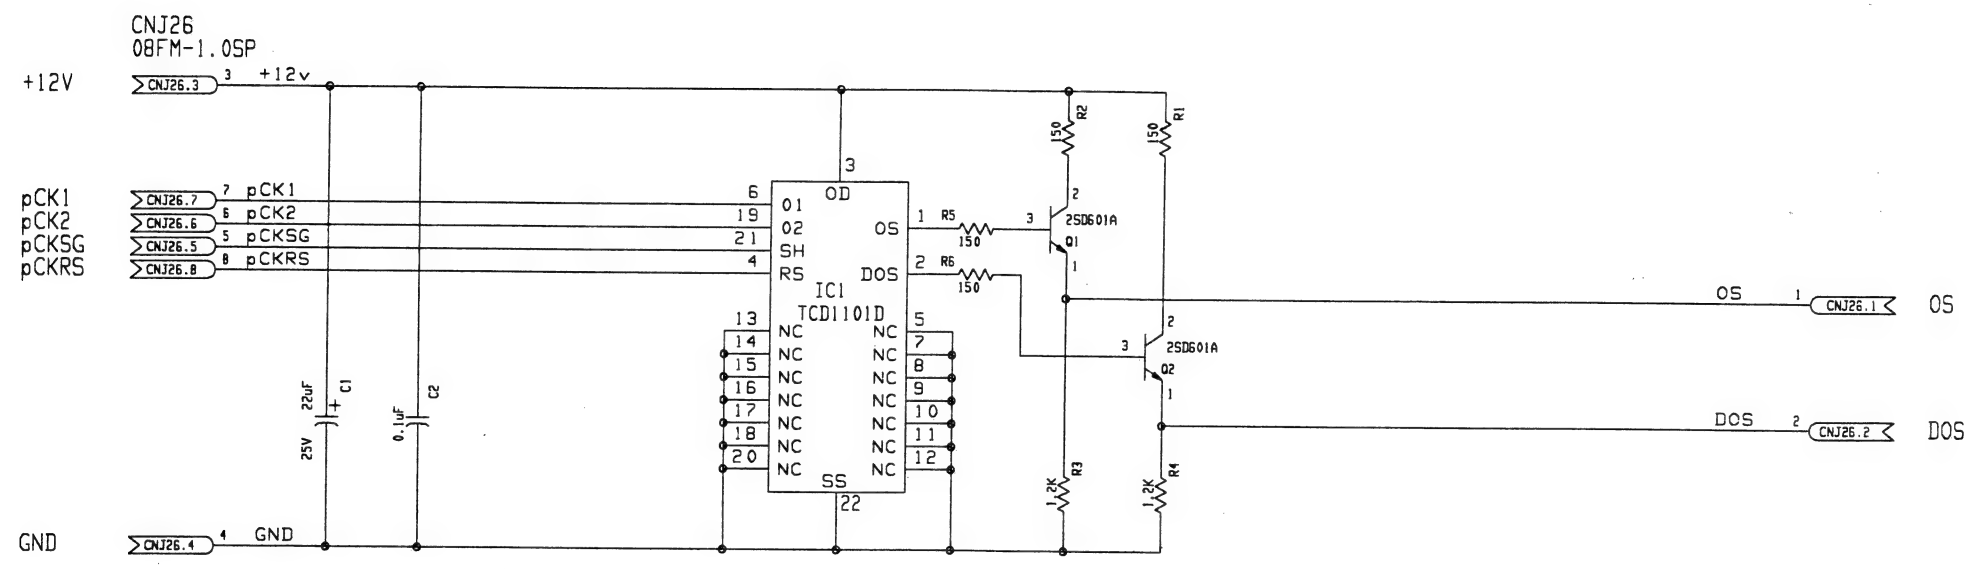 CNJ26
08FM-1.0SP
+12V CNJ26.3 3 +12v
R2 150
R1 150
3
OD
pCK1 CNJ26.7 7 pCK1 6 O1
pCK2 CNJ26.6 6 pCK2 19 O2
pCKSG CNJ26.5 5 pCKSG 21 SH
pCKRS CNJ26.8 8 pCKRS 4 RS
OS 1 R5 150
DOS 2 R6 150
IC1
TCD1101D
2
3 2SD601A
Q1
1
OS 1 CNJ26.1 OS
2
3 2SD601A
Q2
1
DOS 2 CNJ26.2 DOS
13 NC NC 5
14 NC NC 7
15 NC NC 8
16 NC NC 9
17 NC NC 10
18 NC NC 11
20 NC NC 12
SS
22
22uF + C1
25V
0.1uF C2
1.2K R3
1.2K R4
GND CNJ26.4 4 GND